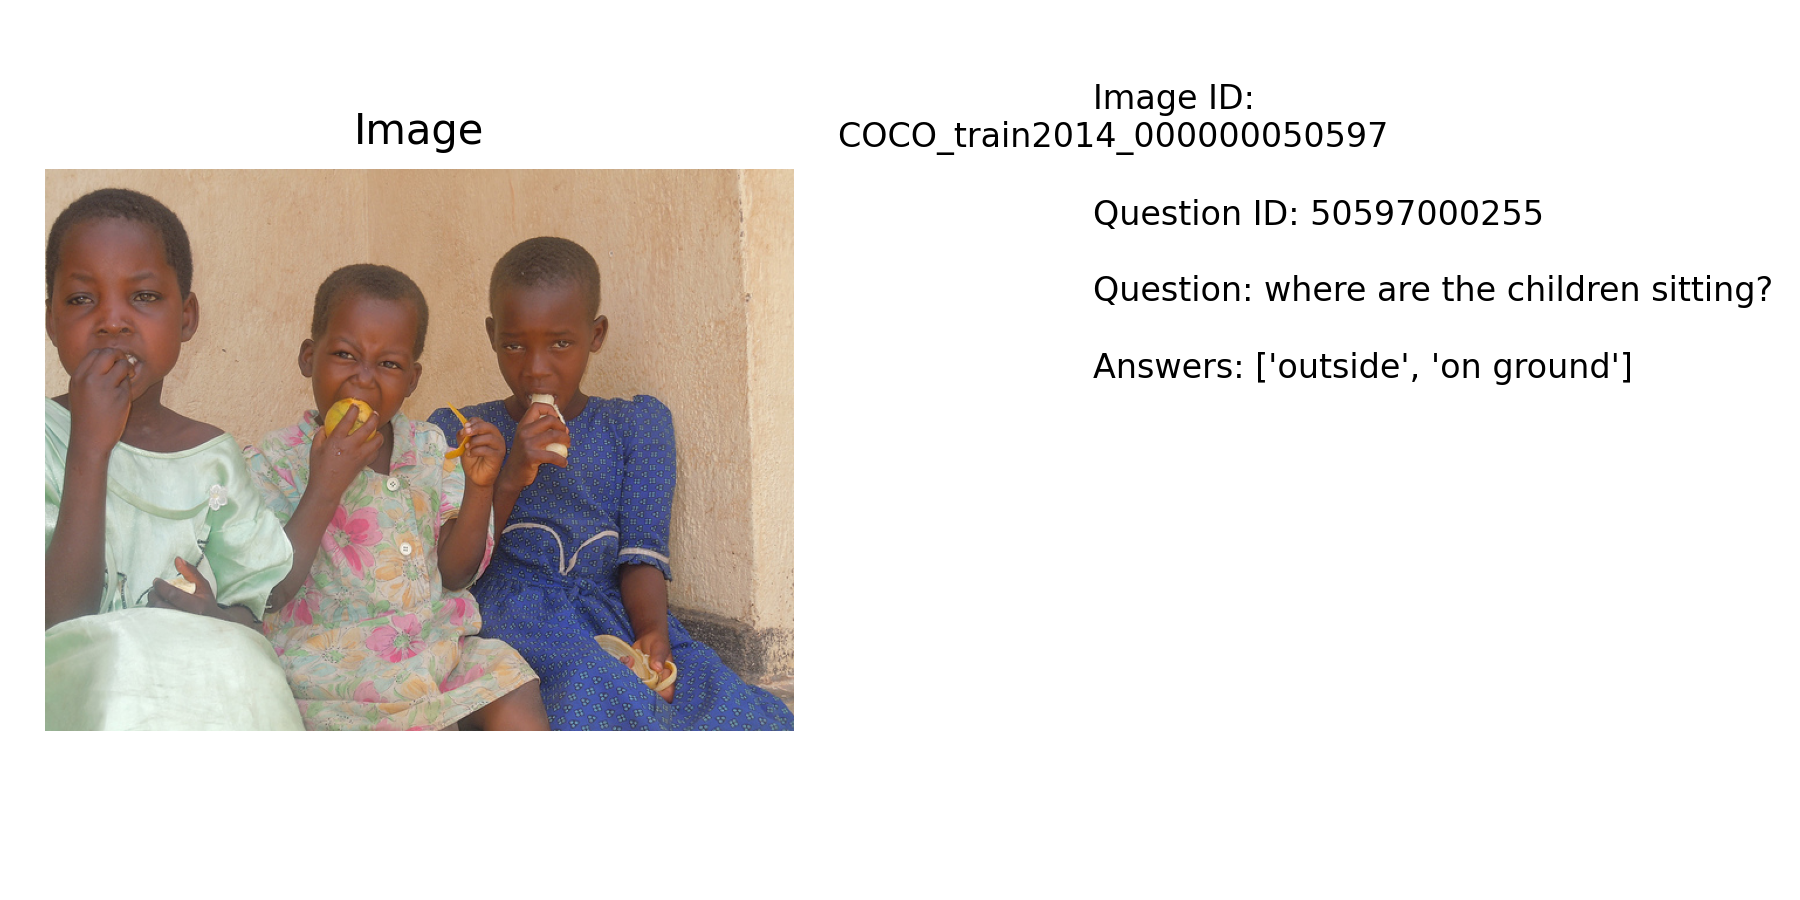 Image
Image ID:
COCO_train2014_000000050597
Question ID: 50597000255
Question: where are the children sitting?
Answers: ['outside', 'on ground']